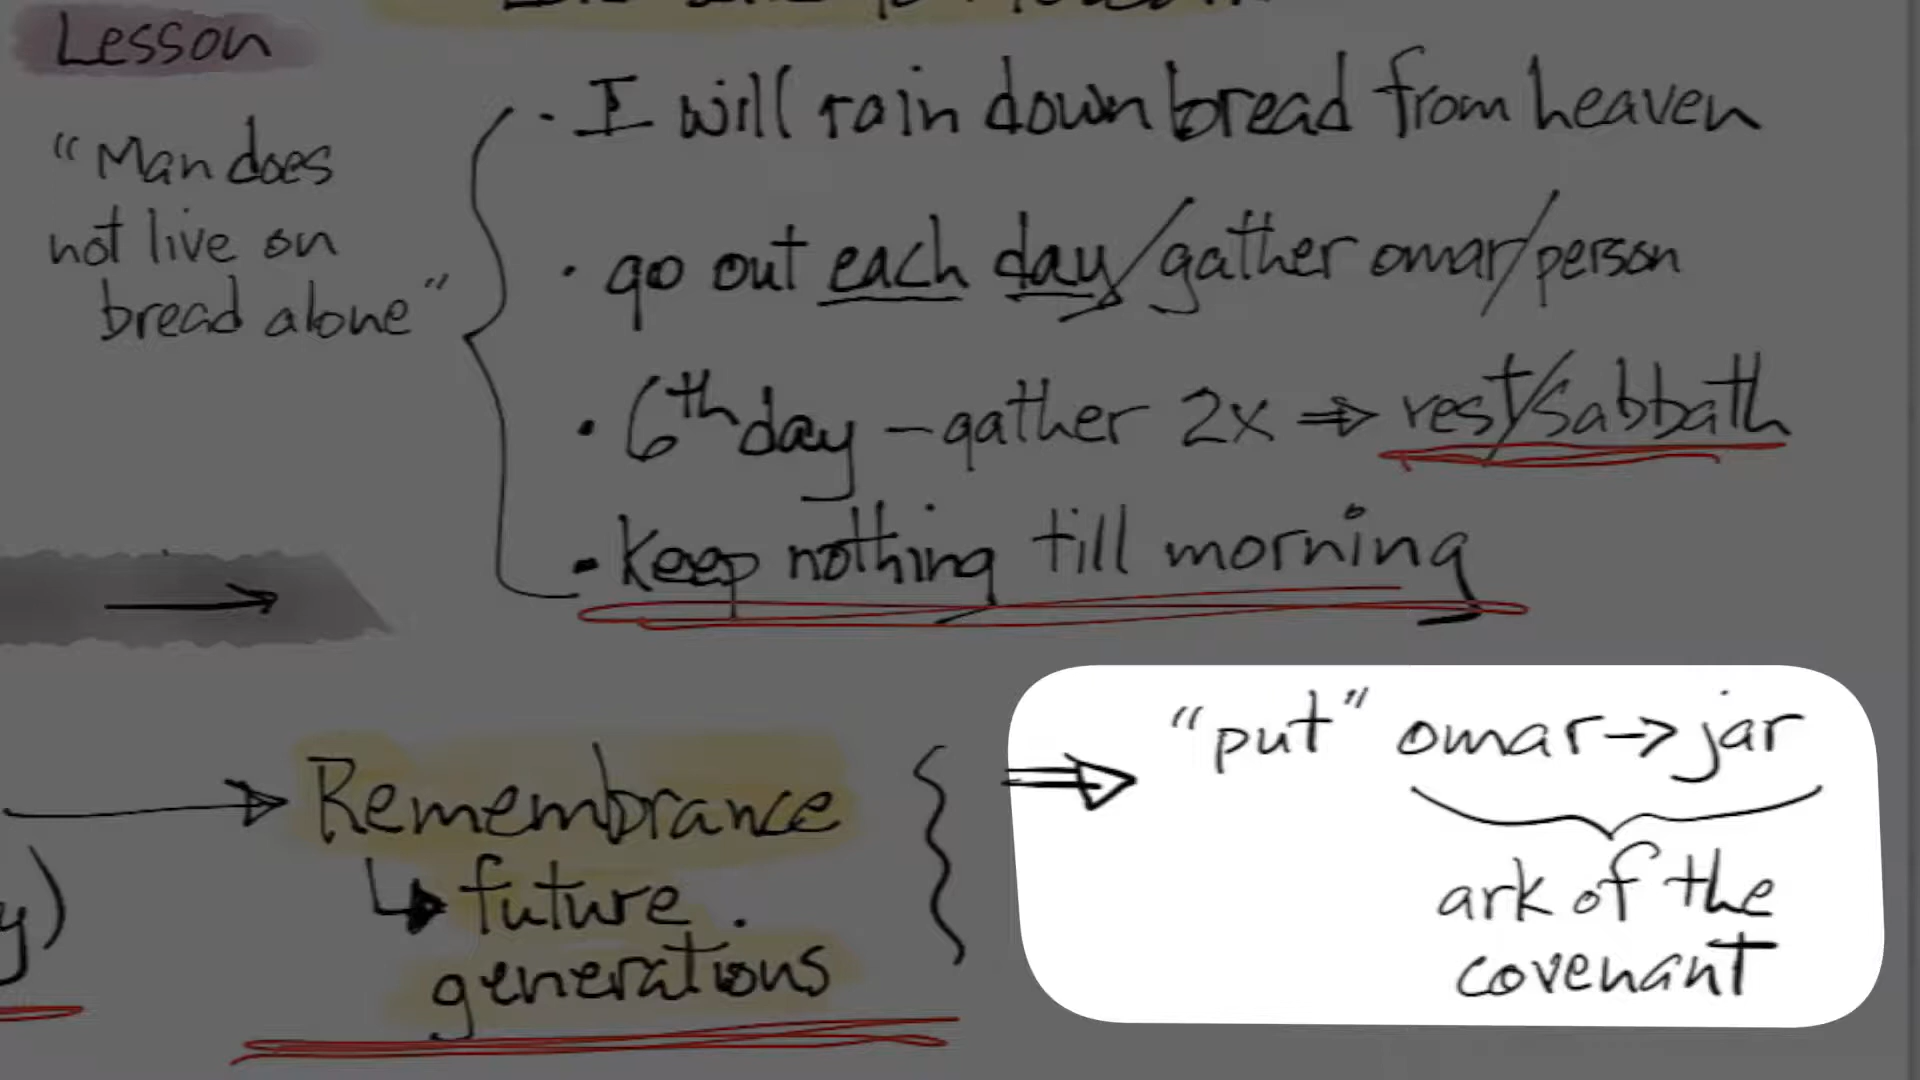 Lesson
"Man does
not live on
bread alone"
· I will rain down bread from heaven
· go out each day/gather omar/person
· 6th day - gather 2x ⇒ rest/sabbath
· Keep nothing till morning
→
→ Remembrance
↳ future
generations
⇒ "put" omar → jar
ark of the
covenant